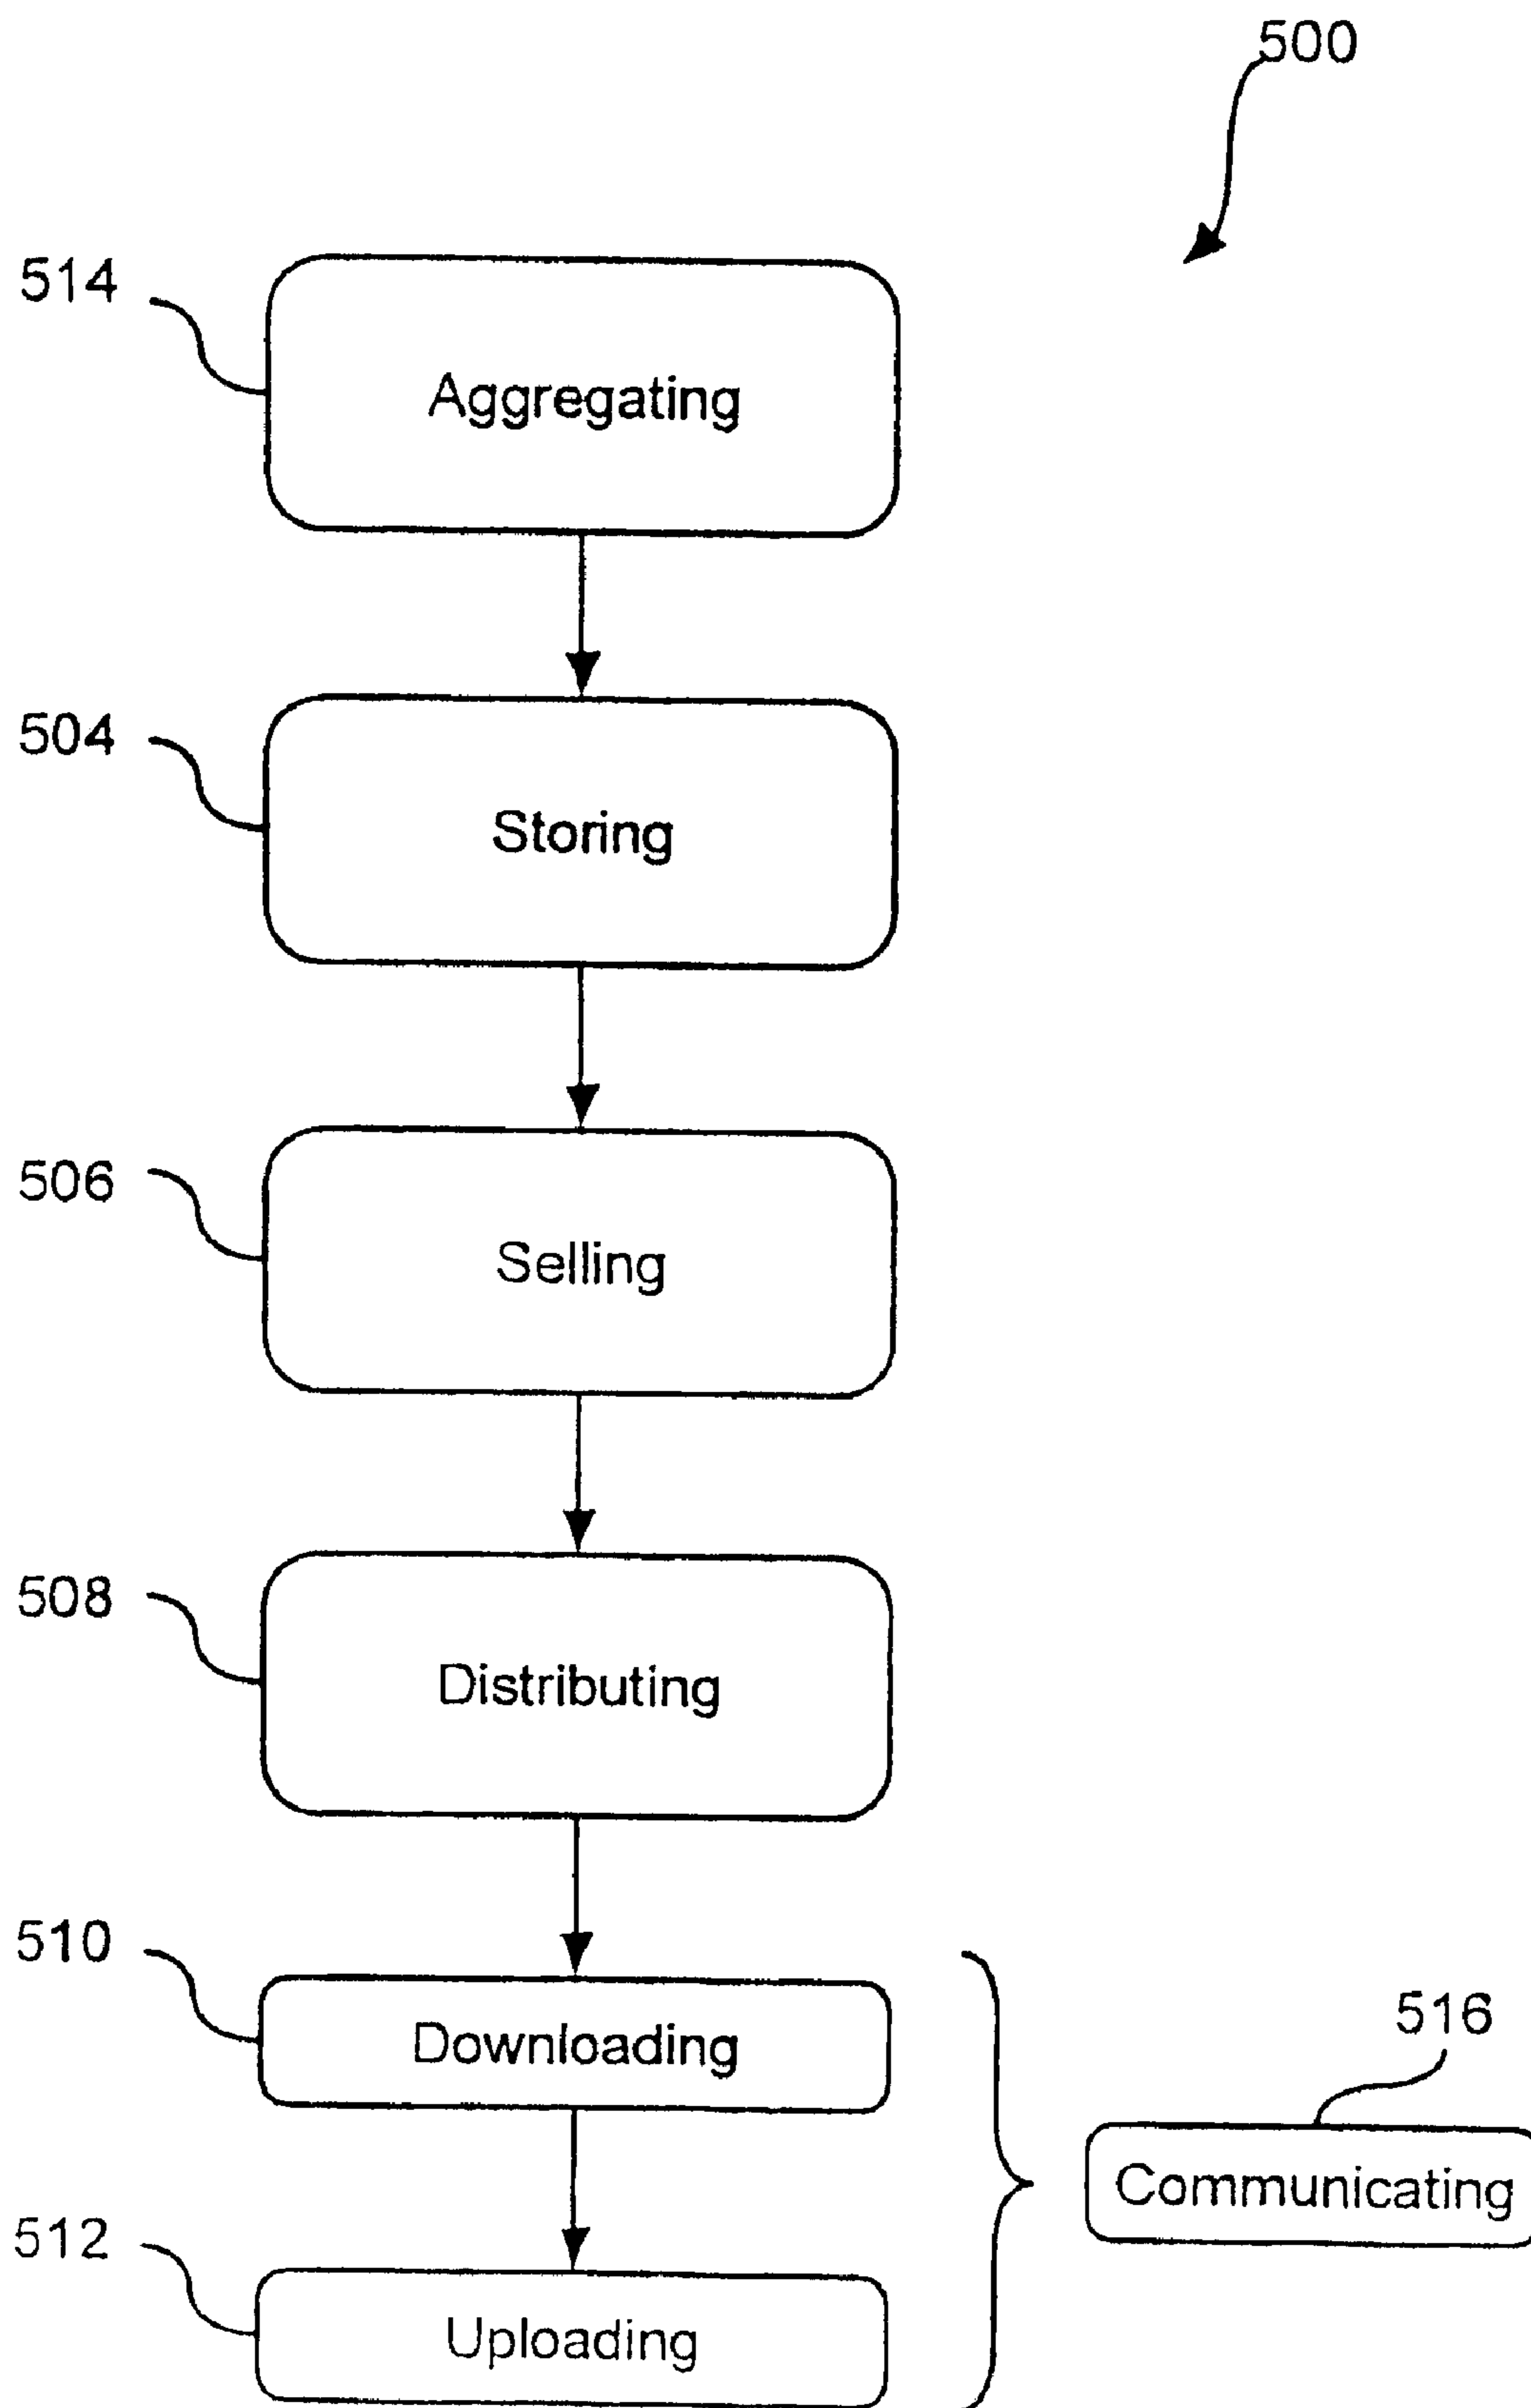 500
514
Aggregating
504
Storing
506
Selling
508
Distributing
510
Downloading
516
Communicating
512
Uploading